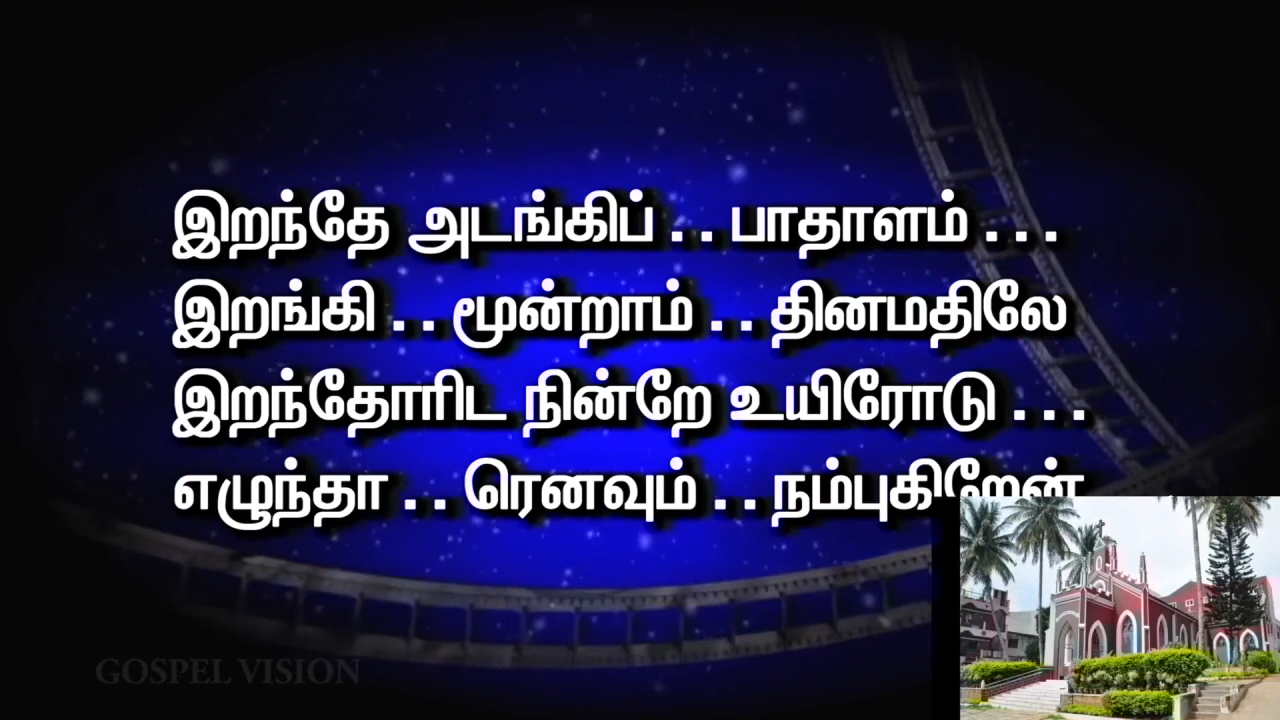 இறந்தே அடங்கிப் . . பாதாளம் . . .
இறங்கி . . மூன்றாம் . . தினமதிலே
இறந்தோரிட நின்றே உயிரோடு . . .
எழுந்தா . . ரெனவும் . . நம்புகிறேன்
GOSPEL VISION